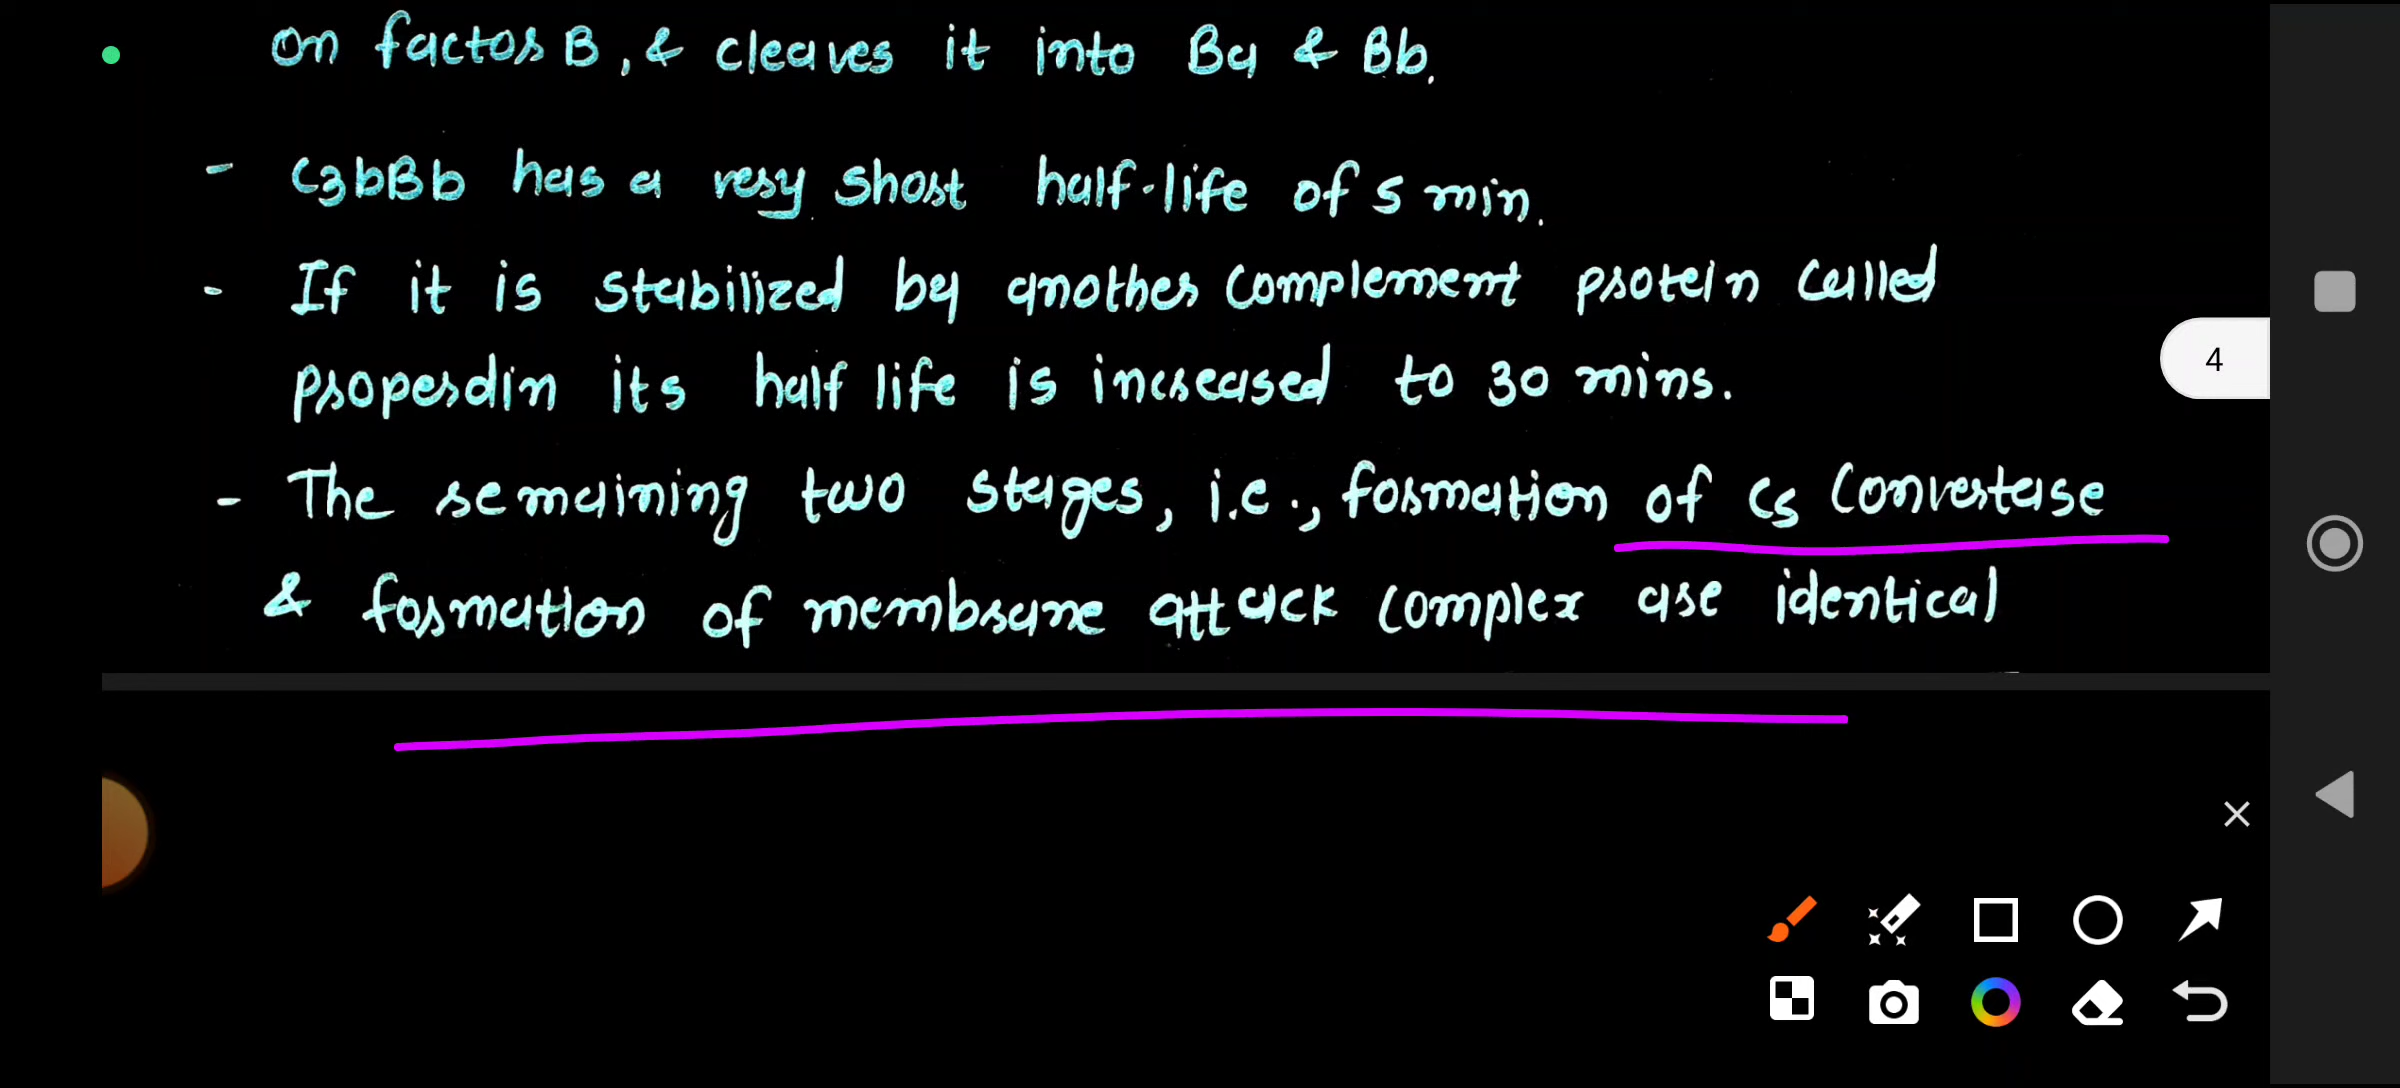 on factor B, & cleaves it into Ba & Bb.
- C3bBb has a very short half-life of 5 min.
- If it is stabilized by another complement protein called
properdin its half life is increased to 30 mins.
- The remaining two stages, i.e., formation of C5 convertase
& formation of membrane attack complex are identical
4